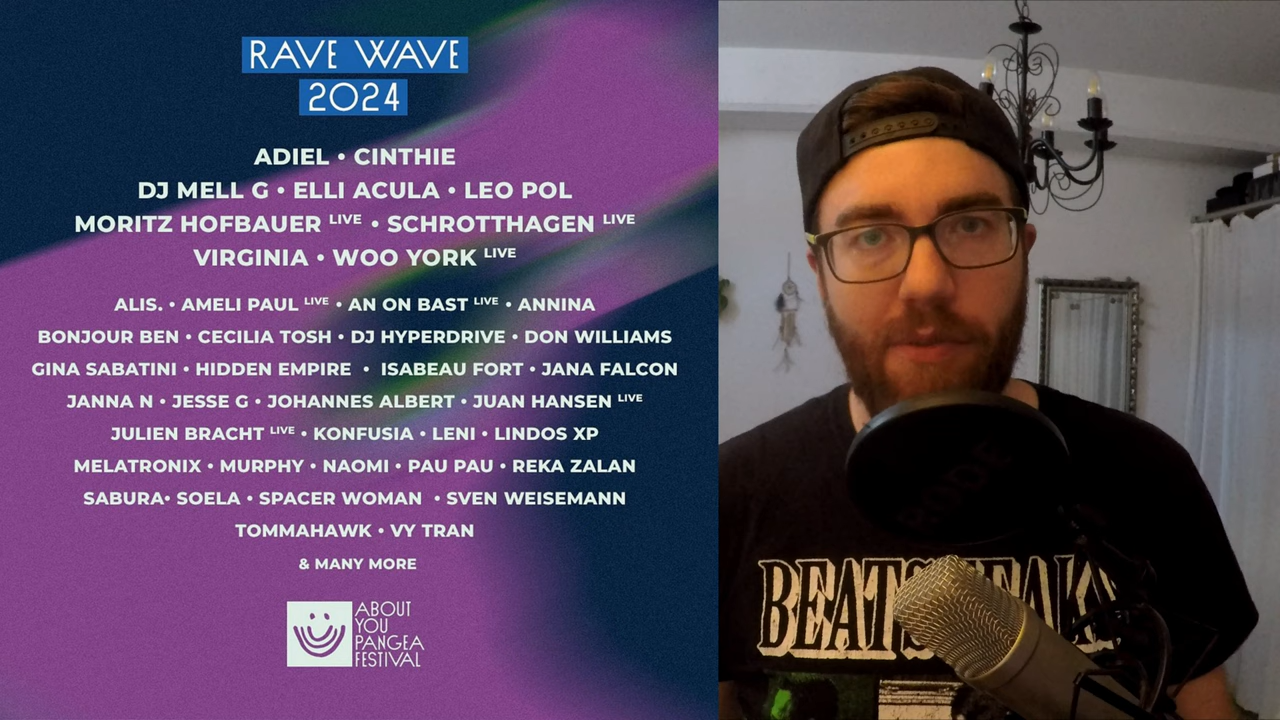 RAVE WAVE
2024
ADIEL • CINTHIE
DJ MELL G • ELLI ACULA • LEO POL
MORITZ HOFBAUER LIVE • SCHROTTHAGEN LIVE
VIRGINIA • WOO YORK LIVE
ALIS. • AMELI PAUL LIVE • AN ON BAST LIVE • ANNINA
BONJOUR BEN • CECILIA TOSH • DJ HYPERDRIVE • DON WILLIAMS
GINA SABATINI • HIDDEN EMPIRE • ISABEAU FORT • JANA FALCON
JANNA N • JESSE G • JOHANNES ALBERT • JUAN HANSEN LIVE
JULIEN BRACHT LIVE • KONFUSIA • LENI • LINDOS XP
MELATRONIX • MURPHY • NAOMI • PAU PAU • REKA ZALAN
SABURA• SOELA • SPACER WOMAN • SVEN WEISEMANN
TOMMAHAWK • VY TRAN
& MANY MORE
ABOUT
YOU
PANGEA
FESTIVAL
RODE